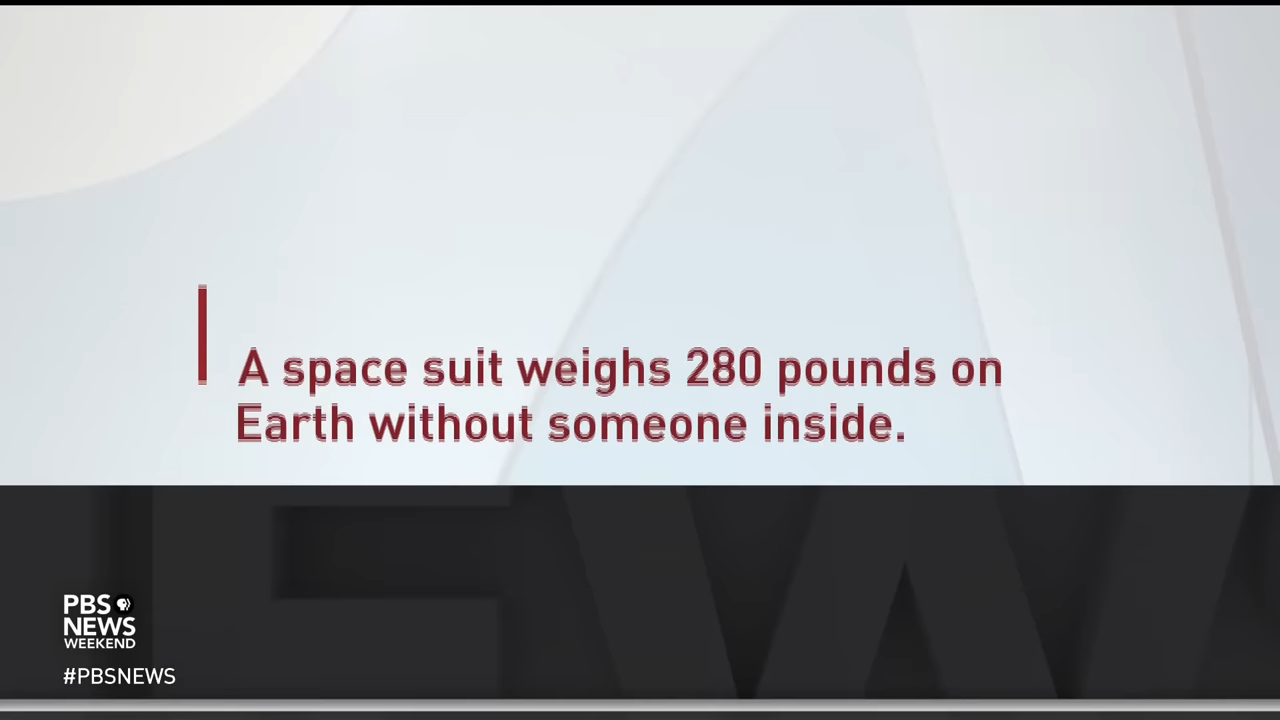 A space suit weighs 280 pounds on
Earth without someone inside.
PBS
NEWS
WEEKEND
#PBSNEWS